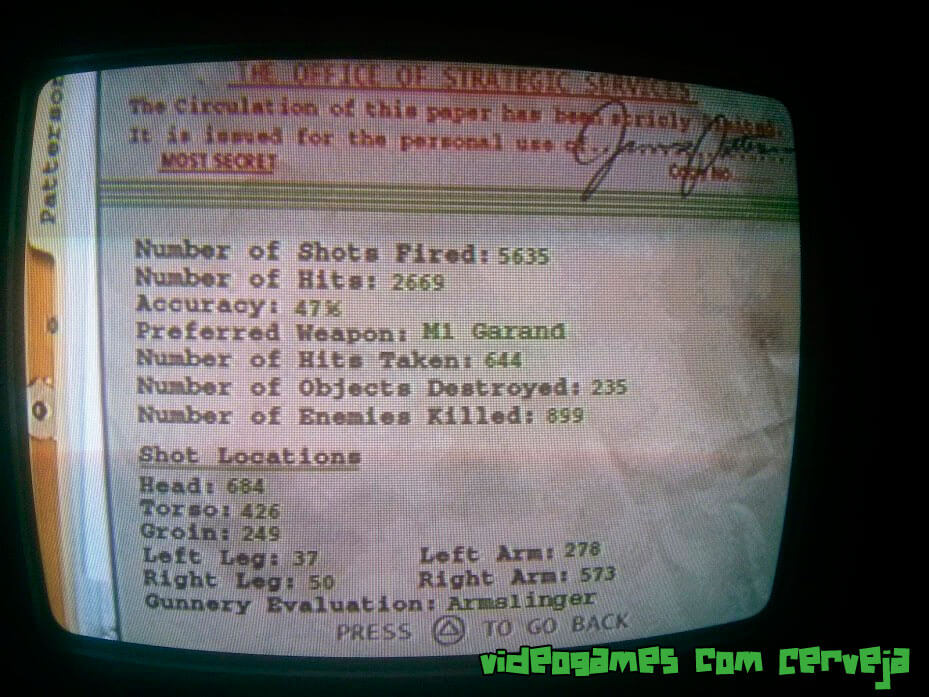 Patterson
THE OFFICE OF STRATEGIC SERVICES
The Circulation of this paper has been stricly
It is issued for the personal use of...
MOST SECRET
Copy No.......
Number of Shots Fired: 5635
Number of Hits: 2669
Accuracy: 47%
Preferred Weapon: M1 Garand
Number of Hits Taken: 644
Number of Objects Destroyed: 235
Number of Enemies Killed: 899
Shot Locations
Head: 684
Torso: 426
Groin: 249
Left Leg: 37 Left Arm: 278
Right Leg: 50 Right Arm: 573
Gunnery Evaluation: Armslinger
PRESS TO GO BACK
videogames com cerveja